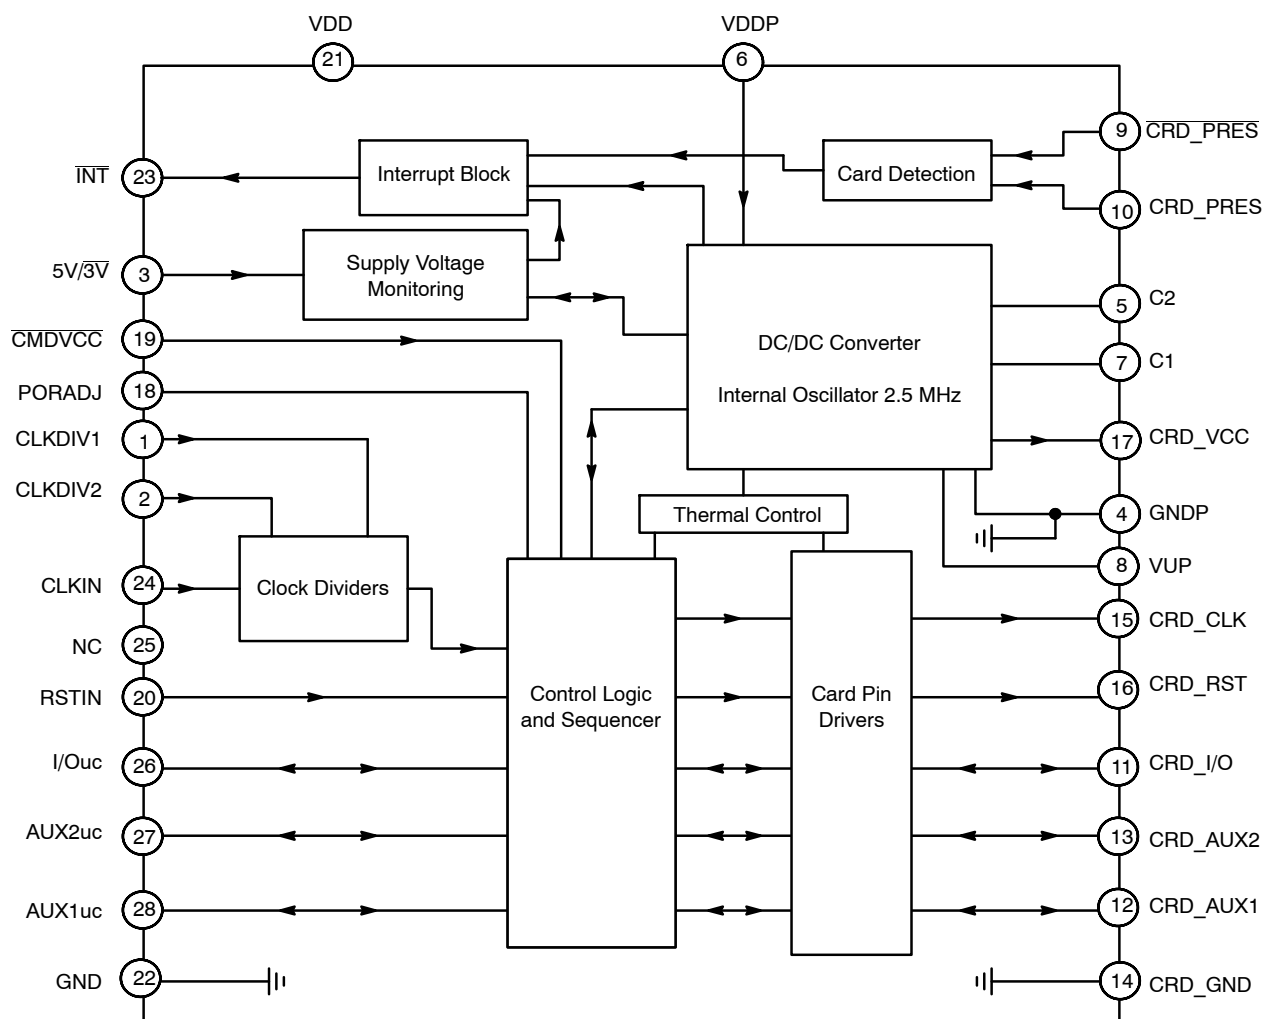 VDD
VDDP
21
6
INT
23
Interrupt Block
Card Detection
9
CRD_PRES
10
CRD_PRES
5V/3V
3
Supply Voltage
Monitoring
5
C2
CMDVCC
19
DC/DC Converter
7
C1
PORADJ
18
Internal Oscillator 2.5 MHz
CLKDIV1
1
17
CRD_VCC
CLKDIV2
2
Thermal Control
4
GNDP
CLKIN
24
Clock Dividers
8
VUP
15
CRD_CLK
NC
25
RSTIN
20
Control Logic
and Sequencer
Card Pin
Drivers
16
CRD_RST
I/Ouc
26
11
CRD_I/O
AUX2uc
27
13
CRD_AUX2
AUX1uc
28
12
CRD_AUX1
GND
22
14
CRD_GND